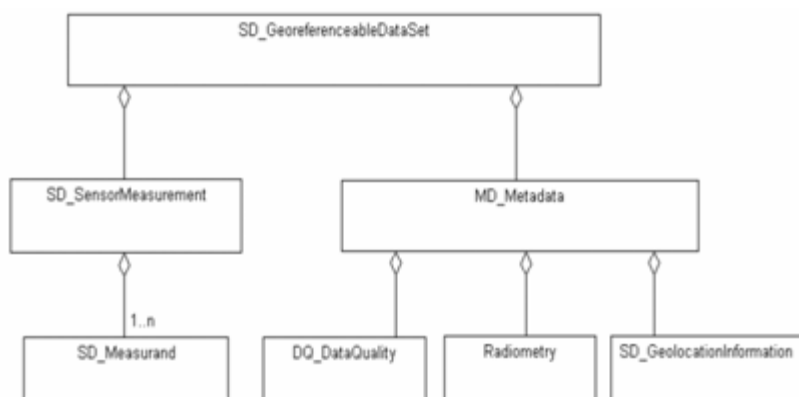 SD_GeoreferenceableDataSet
SD_SensorMeasurement
MD_Metadata
1..n
SD_Measurand
DQ_DataQuality
Radiometry
SD_GeolocationInformation